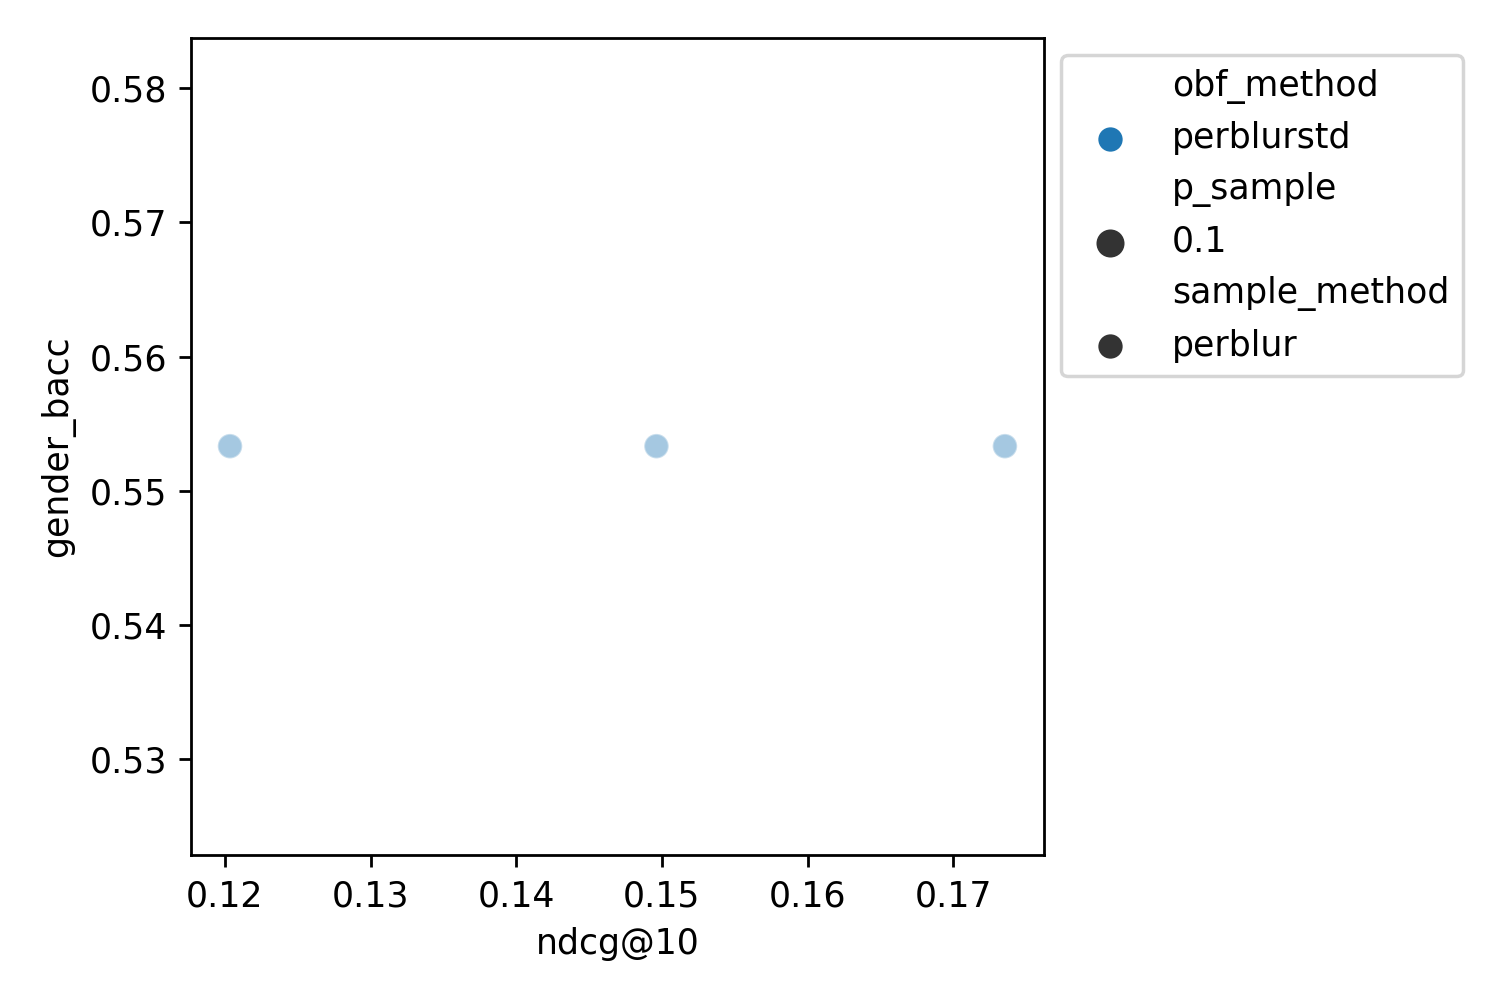 0.58
0.57
0.56
0.55
0.54
0.53
gender_bacc
0.12 0.13 0.14 0.15 0.16 0.17
ndcg@10
obf_method
perblurstd
p_sample
0.1
sample_method
perblur